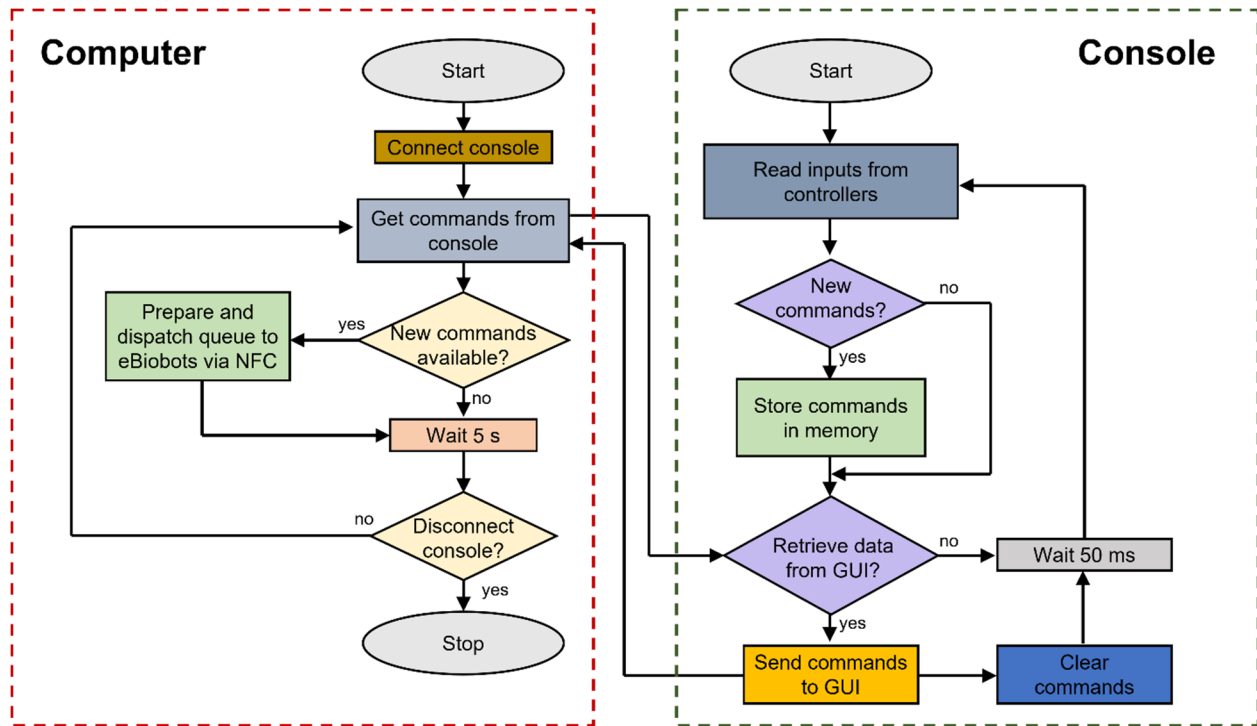 Computer
Start
Connect console
Get commands from
console
New commands
available?
yes
Prepare and
dispatch queue to
eBiobots via NFC
no
Wait 5 s
Disconnect
console?
no
yes
Stop
Console
Start
Read inputs from
controllers
New
commands?
no
yes
Store commands
in memory
Retrieve data
from GUI?
no
Wait 50 ms
yes
Send commands
to GUI
Clear
commands